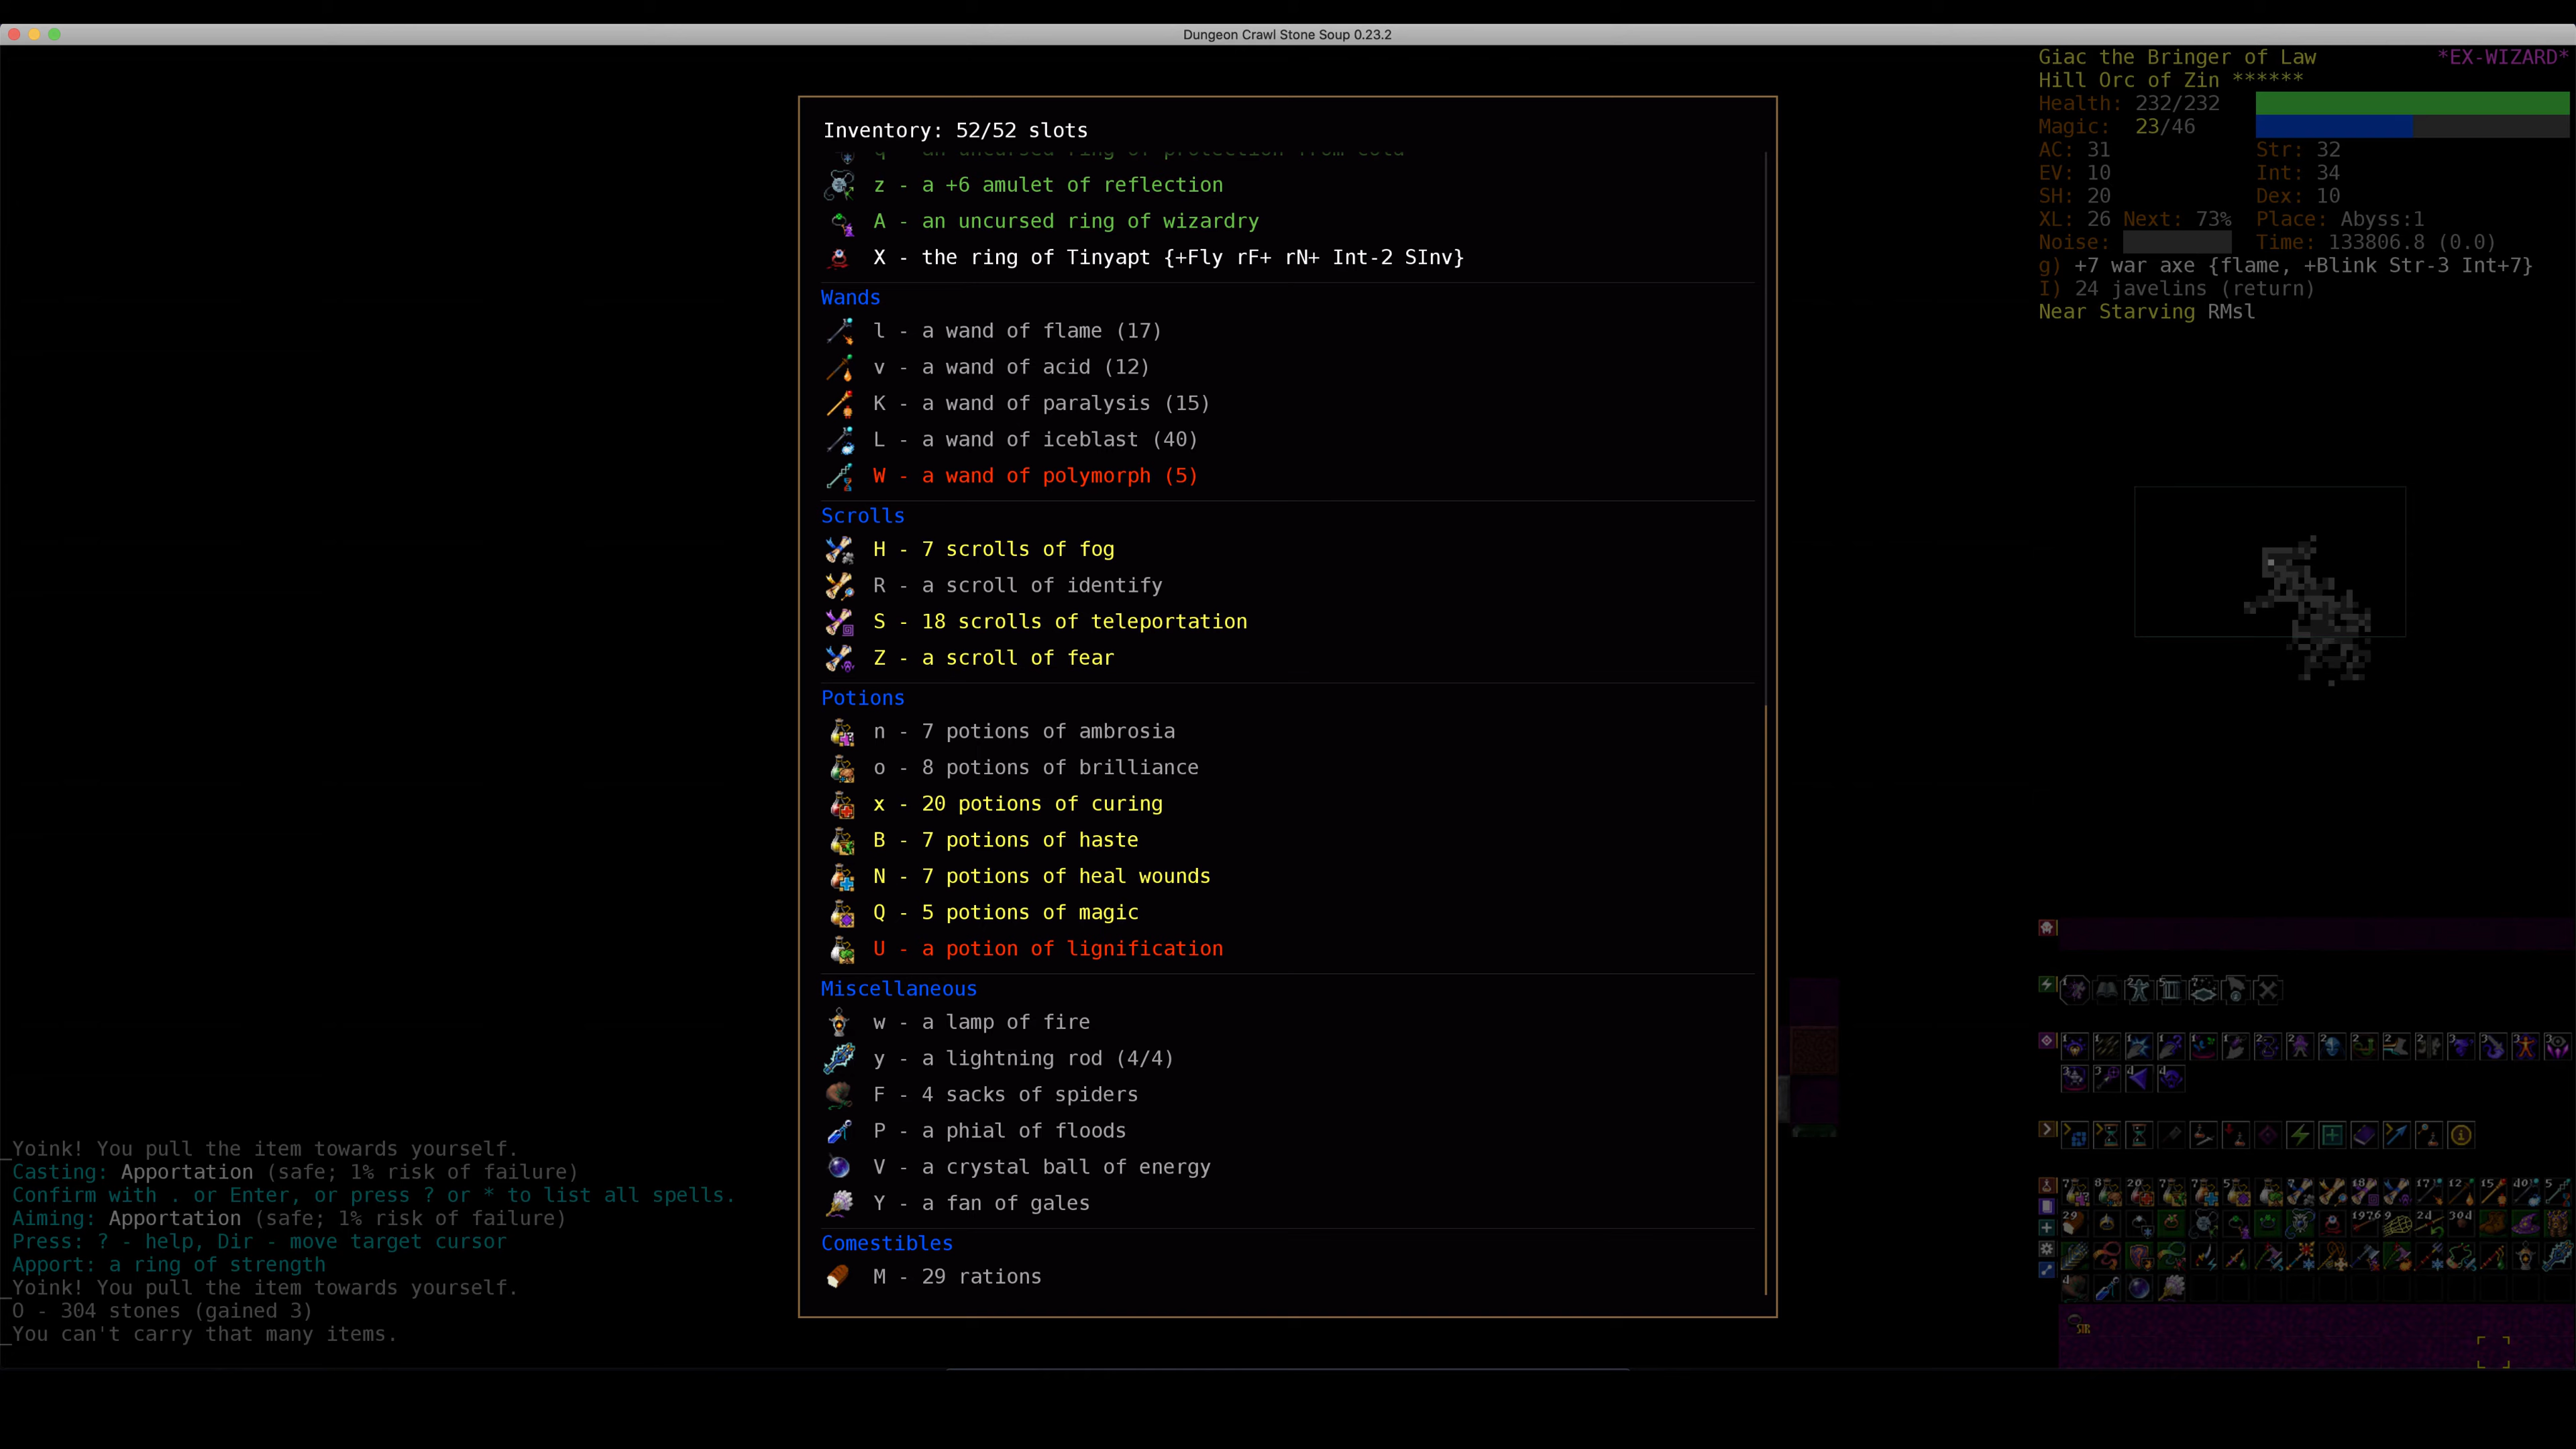 Dungeon Crawl Stone Soup 0.23.2
Inventory: 52/52 slots
q - an uncursed ring of protection from cold
z - a +6 amulet of reflection
A - an uncursed ring of wizardry
X - the ring of Tinyapt {+Fly rF+ rN+ Int-2 SInv}
Wands
l - a wand of flame (17)
v - a wand of acid (12)
K - a wand of paralysis (15)
L - a wand of iceblast (40)
W - a wand of polymorph (5)
Scrolls
H - 7 scrolls of fog
R - a scroll of identify
S - 18 scrolls of teleportation
Z - a scroll of fear
Potions
n - 7 potions of ambrosia
o - 8 potions of brilliance
x - 20 potions of curing
B - 7 potions of haste
N - 7 potions of heal wounds
Q - 5 potions of magic
U - a potion of lignification
Miscellaneous
w - a lamp of fire
y - a lightning rod (4/4)
F - 4 sacks of spiders
P - a phial of floods
V - a crystal ball of energy
Y - a fan of gales
Comestibles
M - 29 rations
Giac the Bringer of Law *EX-WIZARD*
Hill Orc of Zin ******
Health: 232/232
Magic: 23/46
AC: 31 Str: 32
EV: 10 Int: 34
SH: 20 Dex: 10
XL: 26 Next: 73% Place: Abyss:1
Noise: Time: 133806.8 (0.0)
g) +7 war axe {flame, +Blink Str-3 Int+7}
I) 24 javelins (return)
Near Starving RMsl
_Yoink! You pull the item towards yourself.
Casting: Apportation (safe; 1% risk of failure)
Confirm with . or Enter, or press ? or * to list all spells.
Aiming: Apportation (safe; 1% risk of failure)
Press: ? - help, Dir - move target cursor
Apport: a ring of strength
_Yoink! You pull the item towards yourself.
O - 304 stones (gained 3)
_You can't carry that many items.